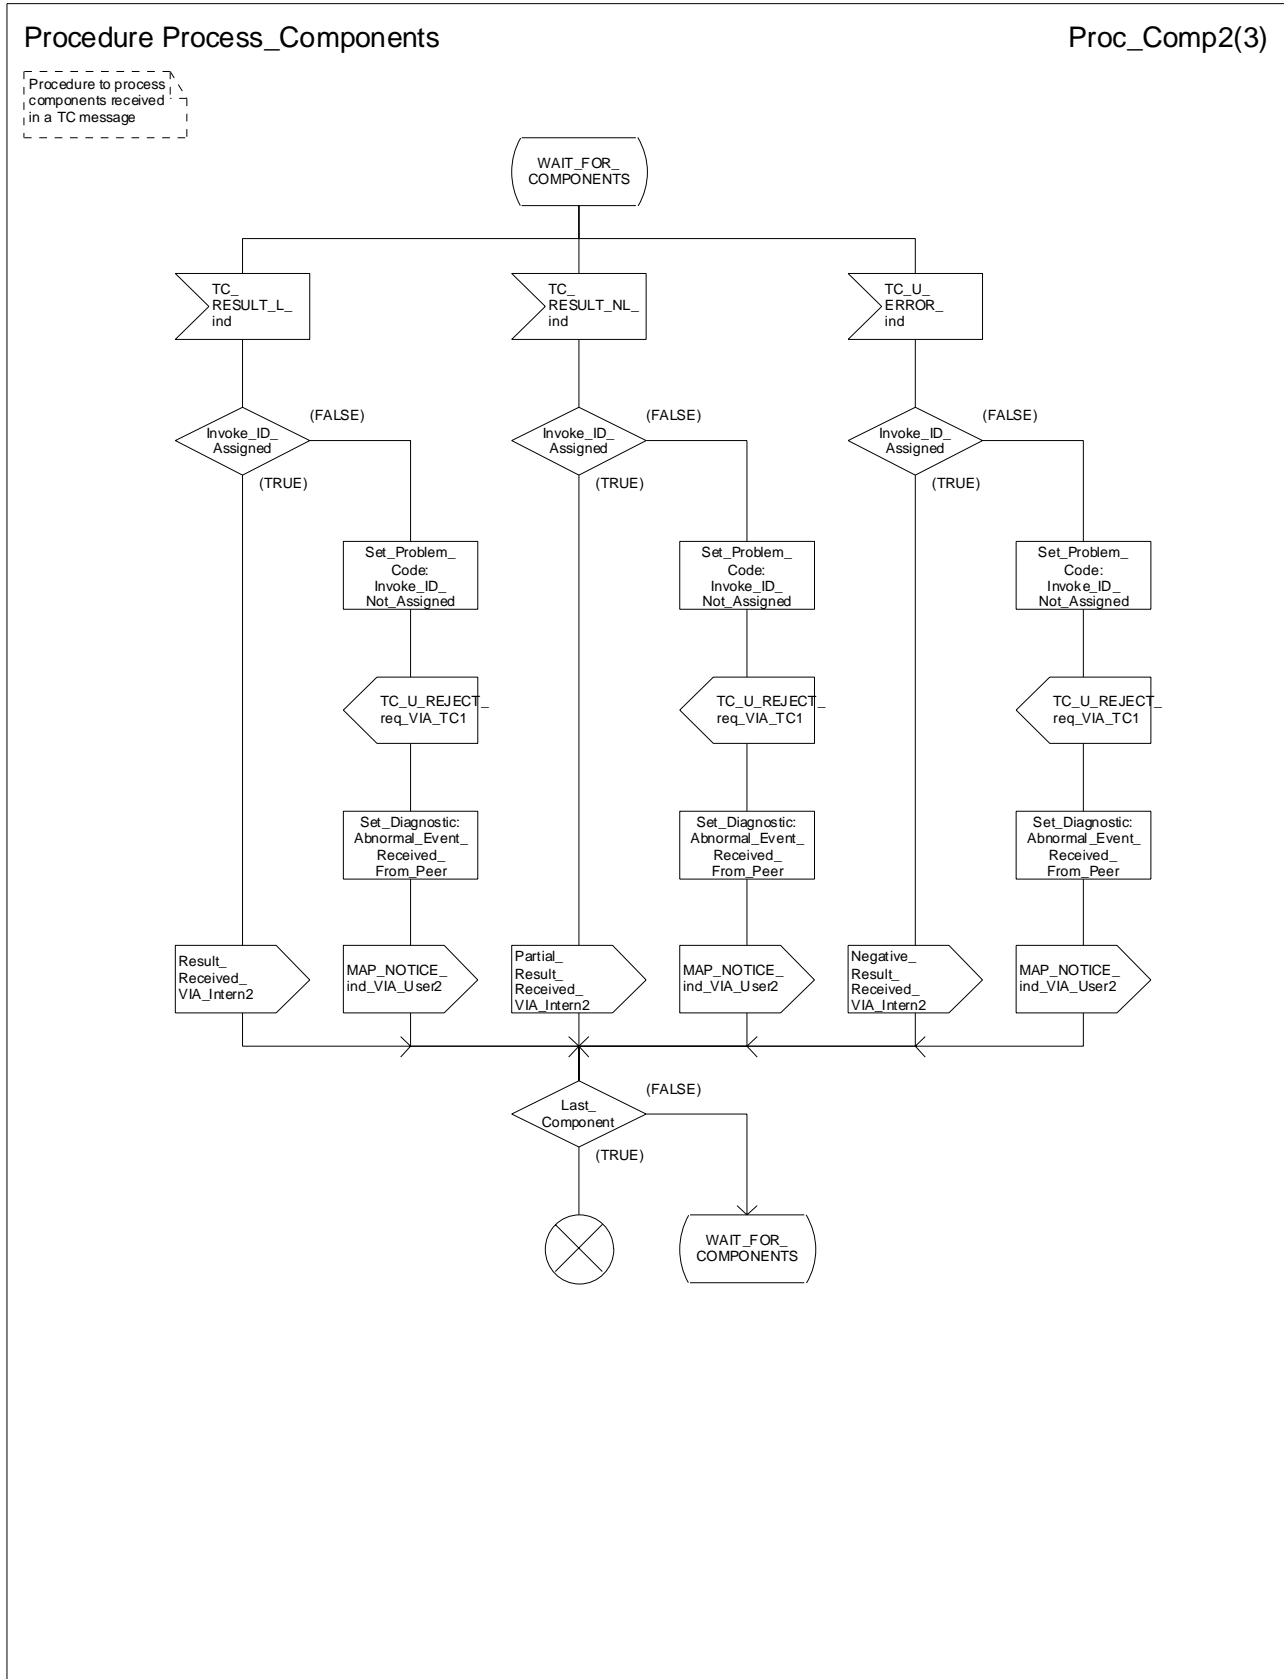 Procedure Process_Components
Proc_Comp2(3)
Procedure to process
components received
in a TC message
WAIT_FOR_
COMPONENTS
TC_
RESULT_L_
ind
TC_
RESULT_NL_
ind
TC_U_
ERROR_
ind
(FALSE)
(FALSE)
(FALSE)
Invoke_ID_
Assigned
Invoke_ID_
Assigned
Invoke_ID_
Assigned
(TRUE)
(TRUE)
(TRUE)
Set_Problem_
Code:
Invoke_ID_
Not_Assigned
Set_Problem_
Code:
Invoke_ID_
Not_Assigned
Set_Problem_
Code:
Invoke_ID_
Not_Assigned
TC_U_REJECT_
req_VIA_TC1
TC_U_REJECT_
req_VIA_TC1
TC_U_REJECT_
req_VIA_TC1
Set_Diagnostic:
Abnormal_Event_
Received_
From_Peer
Set_Diagnostic:
Abnormal_Event_
Received_
From_Peer
Set_Diagnostic:
Abnormal_Event_
Received_
From_Peer
Result_
Received_
VIA_Intern2
MAP_NOTICE_
ind_VIA_User2
Partial_
Result_
Received_
VIA_Intern2
MAP_NOTICE_
ind_VIA_User2
Negative_
Result_
Received_
VIA_Intern2
MAP_NOTICE_
ind_VIA_User2
(FALSE)
Last_
Component
(TRUE)
WAIT_FOR_
COMPONENTS